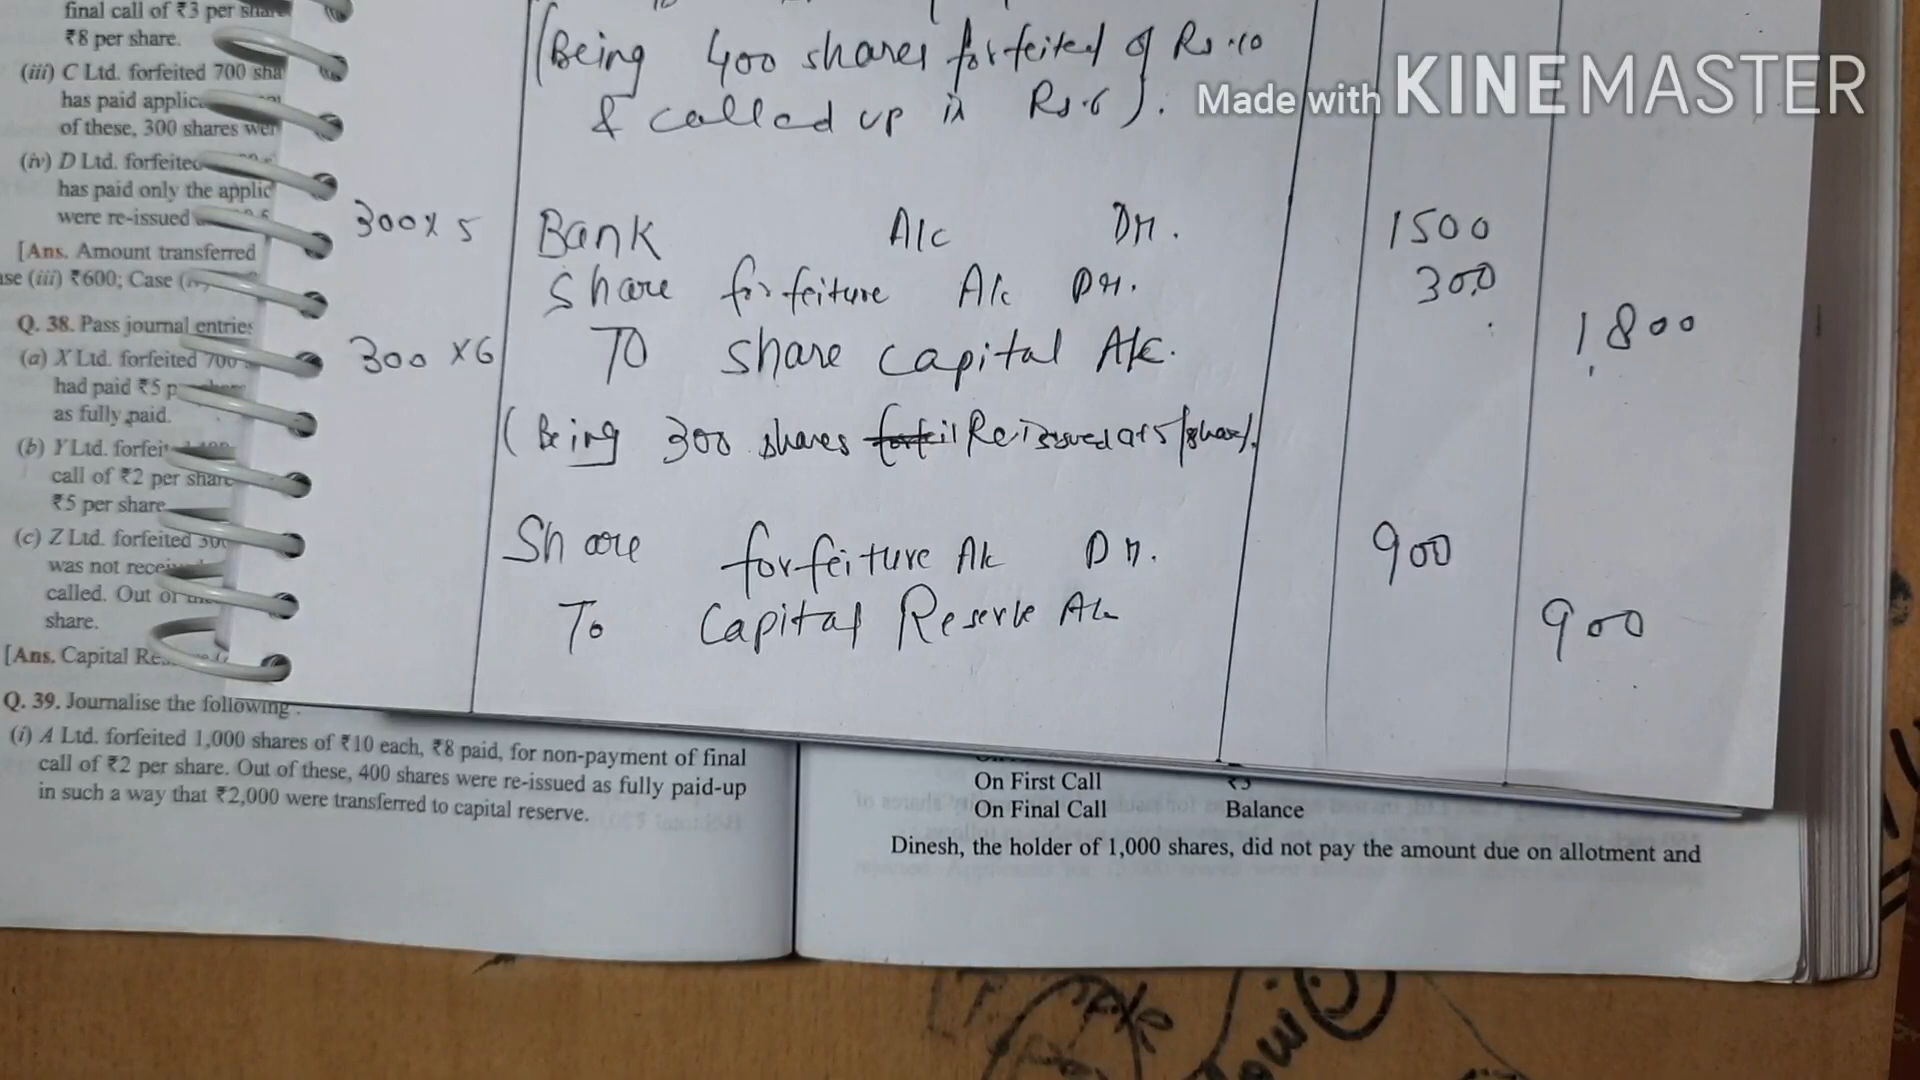 final call of ₹3 per share
₹8 per share.
(iii) C Ltd. forfeited 700 sha
has paid applic
of these, 300 shares wer
(iv) D Ltd. forfeited
has paid only the applic
were re-issued
[Ans. Amount transferred
se (iii) ₹600; Case (iv)
Q. 38. Pass journal entries
(a) X Ltd. forfeited 700
had paid ₹5 p
as fully paid.
(b) Y Ltd. forfei
call of ₹2 per share
₹5 per share
(c) Z Ltd. forfeited 300
was not recei
called. Out of
share.
[Ans. Capital Re
Q. 39. Journalise the following
(i) A Ltd. forfeited 1,000 shares of ₹10 each, ₹8 paid, for non-payment of final
call of ₹2 per share. Out of these, 400 shares were re-issued as fully paid-up
in such a way that ₹2,000 were transferred to capital reserve.
(Being 400 shares forfeited of Rs.10
& called up is Rs.6).
Made with KINEMASTER
300 x 5 Bank A/c Dr. 1500
Share forfeiture A/c Dr. 300
300 x 6 To share capital A/c. 1,800
(Being 300 shares forfeit Reissued at 5/share).
Share forfeiture A/c Dr. 900
To Capital Reserve A/c 900
On First Call ₹3
On Final Call Balance
Dinesh, the holder of 1,000 shares, did not pay the amount due on allotment and